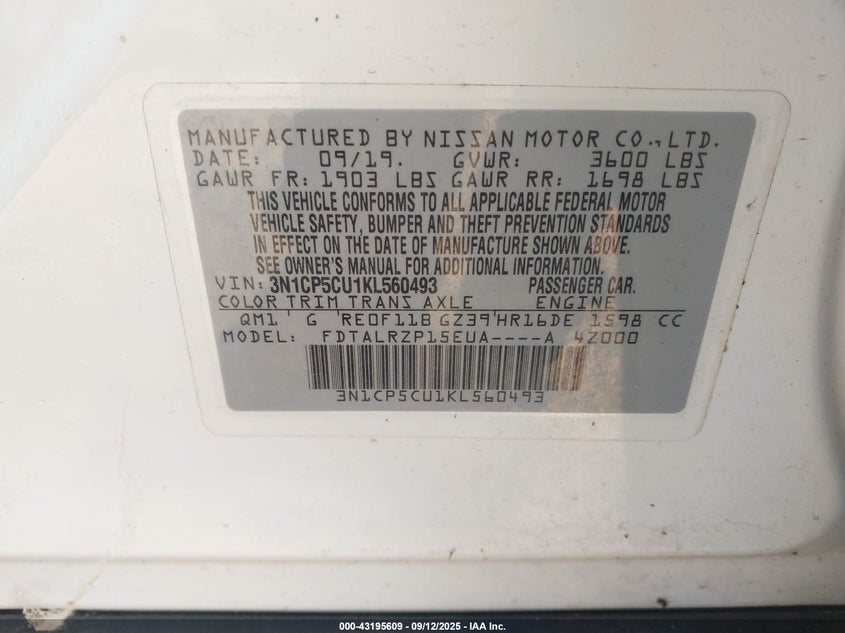 MANUFACTURED BY NISSAN MOTOR CO., LTD.
DATE: 09/19. GVWR: 3600 LBS
GAWR FR: 1903 LBS GAWR RR: 1698 LBS
THIS VEHICLE CONFORMS TO ALL APPLICABLE FEDERAL MOTOR
VEHICLE SAFETY, BUMPER AND THEFT PREVENTION STANDARDS
IN EFFECT ON THE DATE OF MANUFACTURE SHOWN ABOVE.
SEE OWNER'S MANUAL FOR ADDITIONAL INFORMATION.
VIN: 3N1CP5CU1KL560493 PASSENGER CAR.
COLOR TRIM TRANS AXLE ENGINE
QM1 G RE0F11B GZ39 HR16DE 1598 CC
MODEL: FDTALRZP15EUA----A 4Z000
3N1CP5CU1KL560493
000-43195609 - 09/12/2025 - IAA Inc.